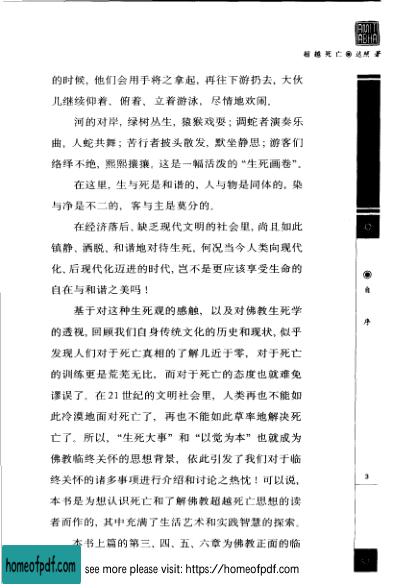 AMIT
ABHA
超越死亡◉达照 著
的时候，他们会用手将之拿起，再往下游扔去，大伙
儿继续仰着、俯着、立着游泳，尽情地欢闹。
河的对岸，绿树丛生，猿猴戏耍；调蛇者演奏乐
曲，人蛇共舞；苦行者披头散发，默坐静思；游客们
络绎不绝，熙熙攘攘。这是一幅活泼的“生死画卷”。
在这里，生与死是和谐的，人与物是同体的，染
与净是不二的，客与主是莫分的。
在经济落后、缺乏现代文明的社会里，尚且如此
镇静、洒脱、和谐地对待生死，何况当今人类向现代
化、后现代化迈进的时代，岂不是更应该享受生命的
自在与和谐之美吗！
基于对这种生死观的感触，以及对佛教生死学
的透视，回顾我们自身传统文化的历史和现状，似乎
发现人们对于死亡真相的了解几近于零，对于死亡
的训练更是荒芜无比，而对于死亡的态度也就难免
谬误了。在21世纪的文明社会里，人类再也不能如
此冷漠地面对死亡了，再也不能如此草率地解决死
亡了。所以，“生死大事”和“以觉为本”也就成为
佛教临终关怀的思想背景，依此引发了我们对于临
终关怀的诸多事项进行介绍和讨论之热忱！可以说，
本书是为想认识死亡和了解佛教超越死亡思想的读
者而作的，其中充满了生活艺术和实践智慧的探索。
本书上篇的第三、四、五、六章为佛教正面的临
◉
自
序
3
homeofpdf.com
see more please visit: https://homeofpdf.com